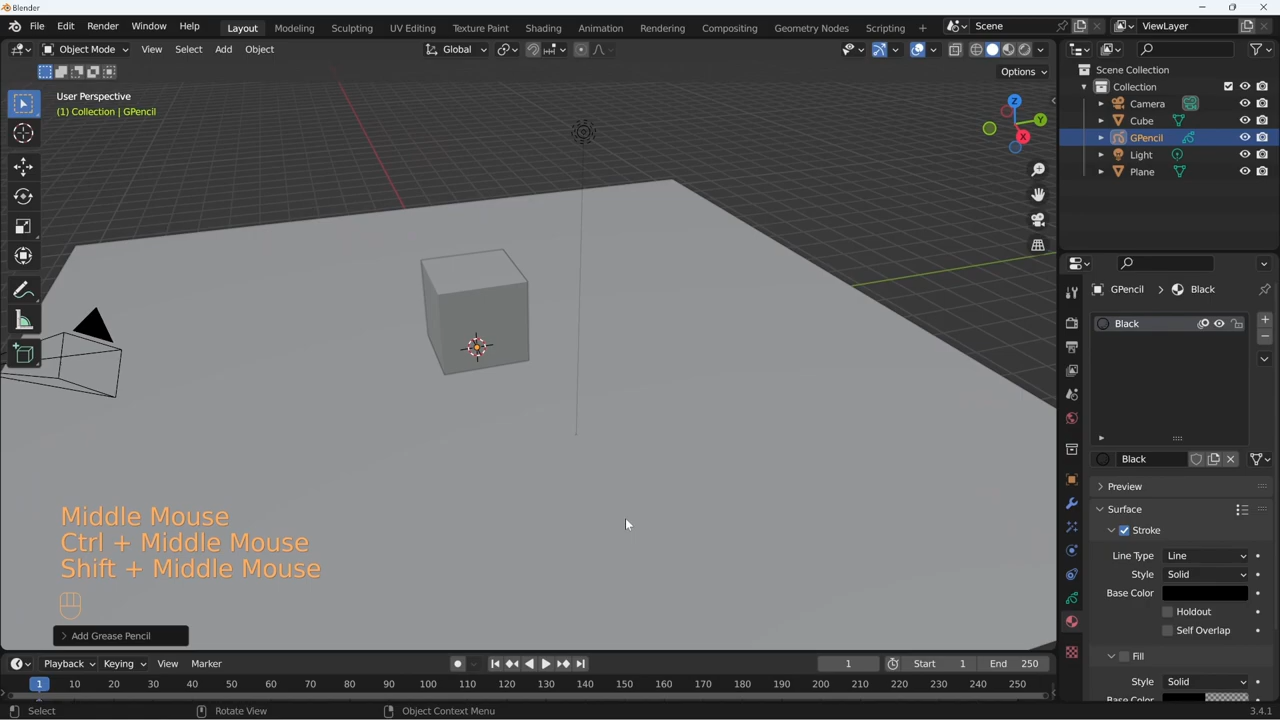 Blender
File Edit Render Window Help Layout Modeling Sculpting UV Editing Texture Paint Shading Animation Rendering Compositing Geometry Nodes Scripting + Scene ViewLayer
Object Mode View Select Add Object Global
Options
User Perspective
(1) Collection | GPencil
Z
Y
X
Scene Collection
Collection
Camera
Cube
GPencil
Light
Plane
GPencil > Black
Black
Black
Preview
Surface
Stroke
Line Type Line
Style Solid
Base Color
Holdout
Self Overlap
Fill
Style Solid
Base Color
Middle Mouse
Ctrl + Middle Mouse
Shift + Middle Mouse
> Add Grease Pencil
Playback Keying View Marker 1 Start 1 End 250
1 10 20 30 40 50 60 70 80 90 100 110 120 130 140 150 160 170 180 190 200 210 220 230 240 250
Select Rotate View Object Context Menu 3.4.1